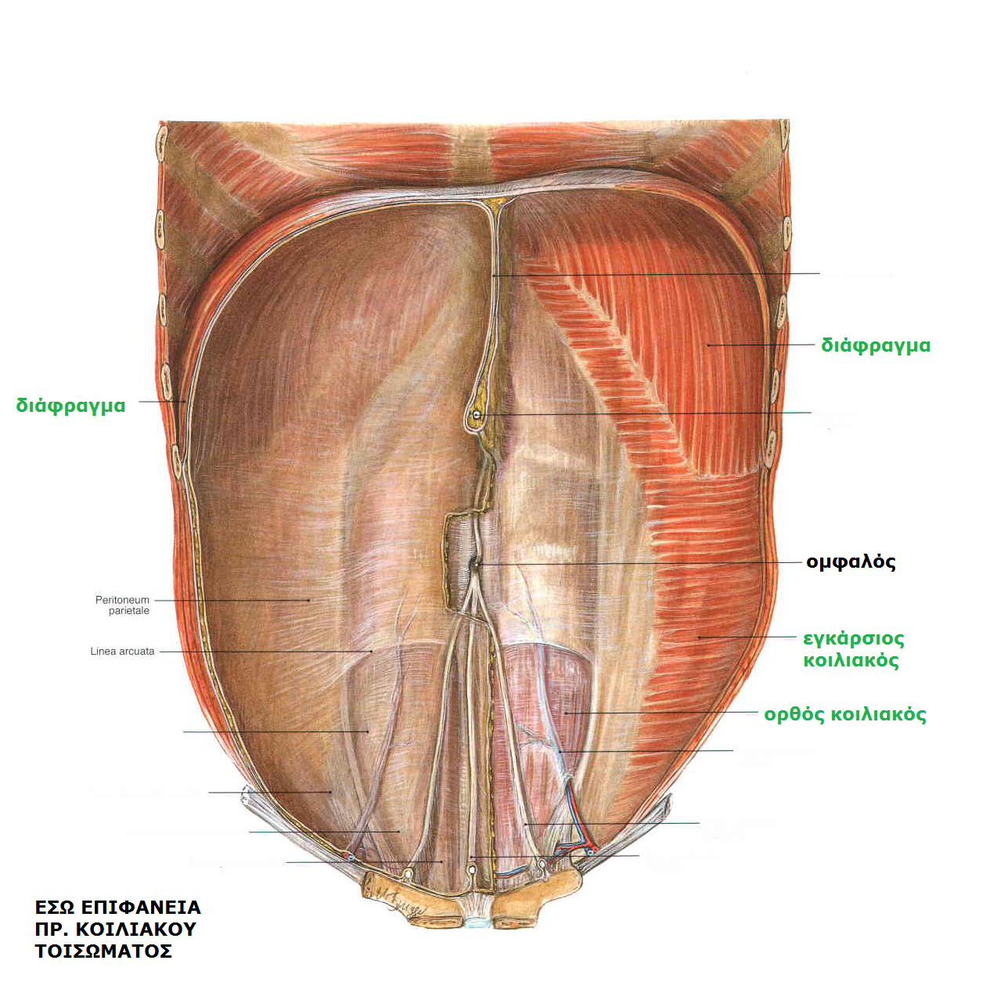 διάφραγμα
διάφραγμα
ομφαλός
Peritoneum
parietale
εγκάρσιος
κοιλιακός
Linea arcuata
ορθός κοιλιακός
ΕΣΩ ΕΠΙΦΑΝΕΙΑ
ΠΡ. ΚΟΙΛΙΑΚΟΥ
ΤΟΙΣΩΜΑΤΟΣ